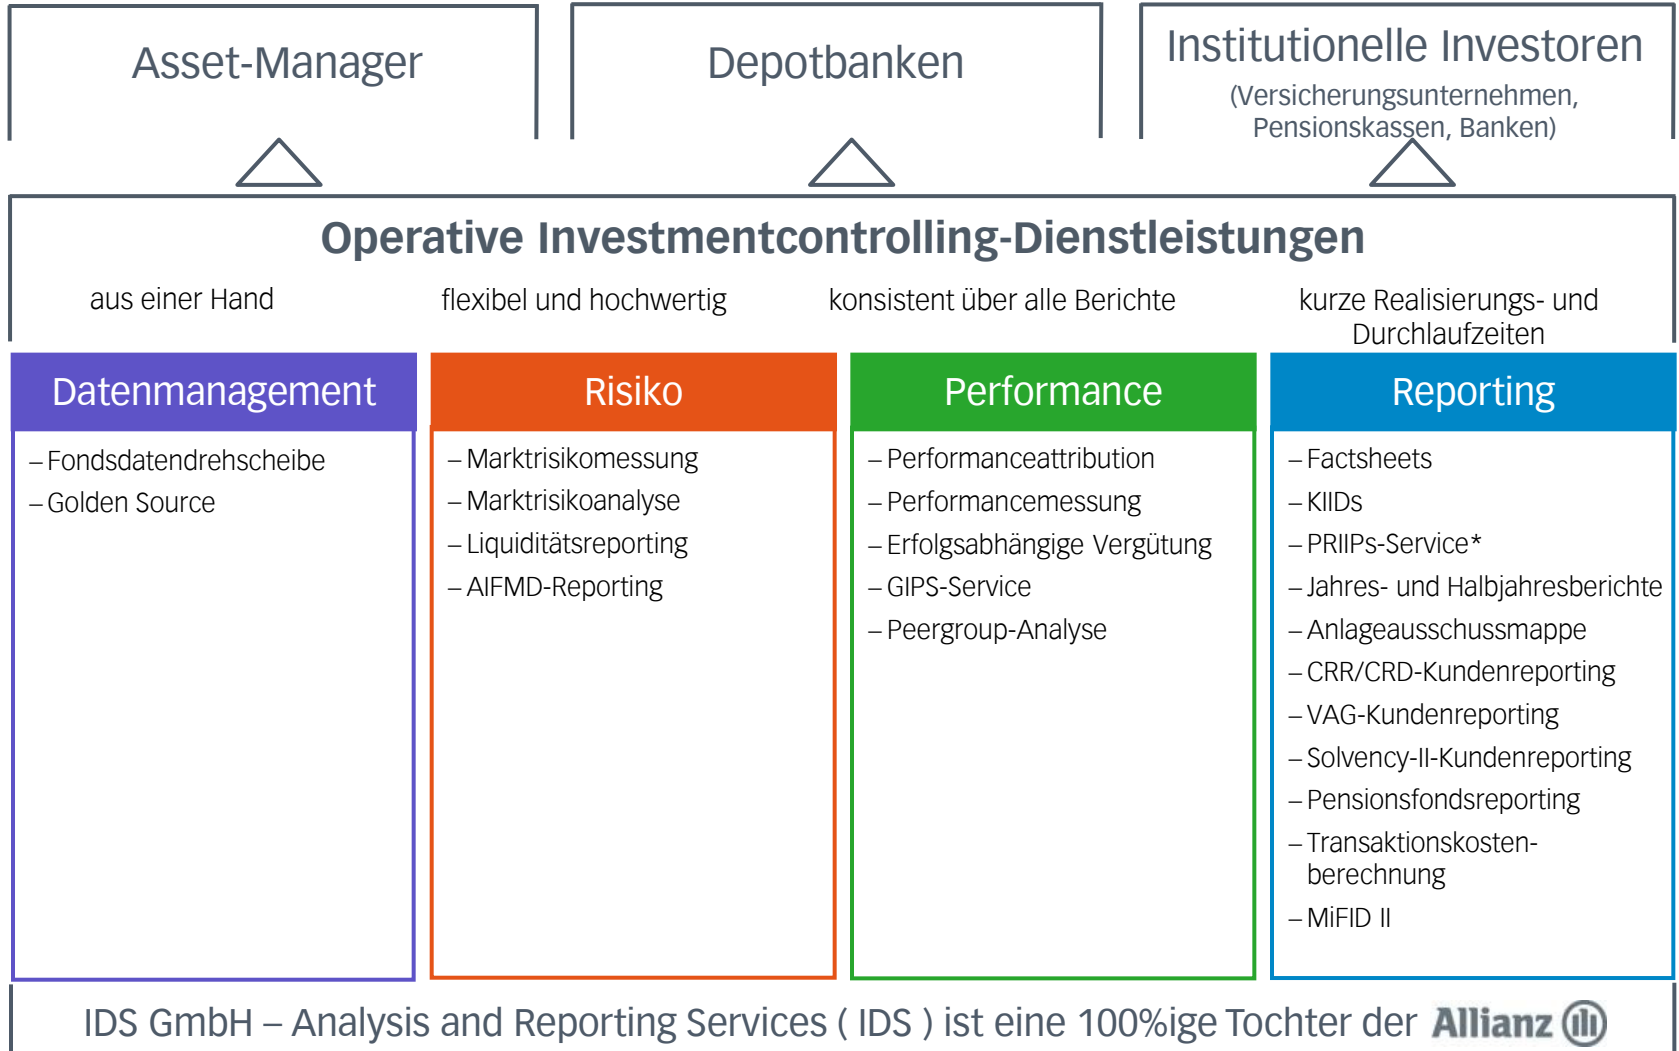 Asset-Manager
Depotbanken
Institutionelle Investoren
(Versicherungsunternehmen,
Pensionskassen, Banken)
Operative Investmentcontrolling-Dienstleistungen
aus einer Hand
flexibel und hochwertig
konsistent über alle Berichte
kurze Realisierungs- und
Durchlaufzeiten
Datenmanagement
– Fondsdatendrehscheibe
– Golden Source
Risiko
– Marktrisikomessung
– Marktrisikoanalyse
– Liquiditätsreporting
– AIFMD-Reporting
Performance
– Performanceattribution
– Performancemessung
– Erfolgsabhängige Vergütung
– GIPS-Service
– Peergroup-Analyse
Reporting
– Factsheets
– KIIDs
– PRIIPs-Service*
– Jahres- und Halbjahresberichte
– Anlageausschussmappe
– CRR/CRD-Kundenreporting
– VAG-Kundenreporting
– Solvency-II-Kundenreporting
– Pensionsfondsreporting
– Transaktionskosten-
berechnung
– MiFID II
IDS GmbH – Analysis and Reporting Services ( IDS ) ist eine 100%ige Tochter der Allianz